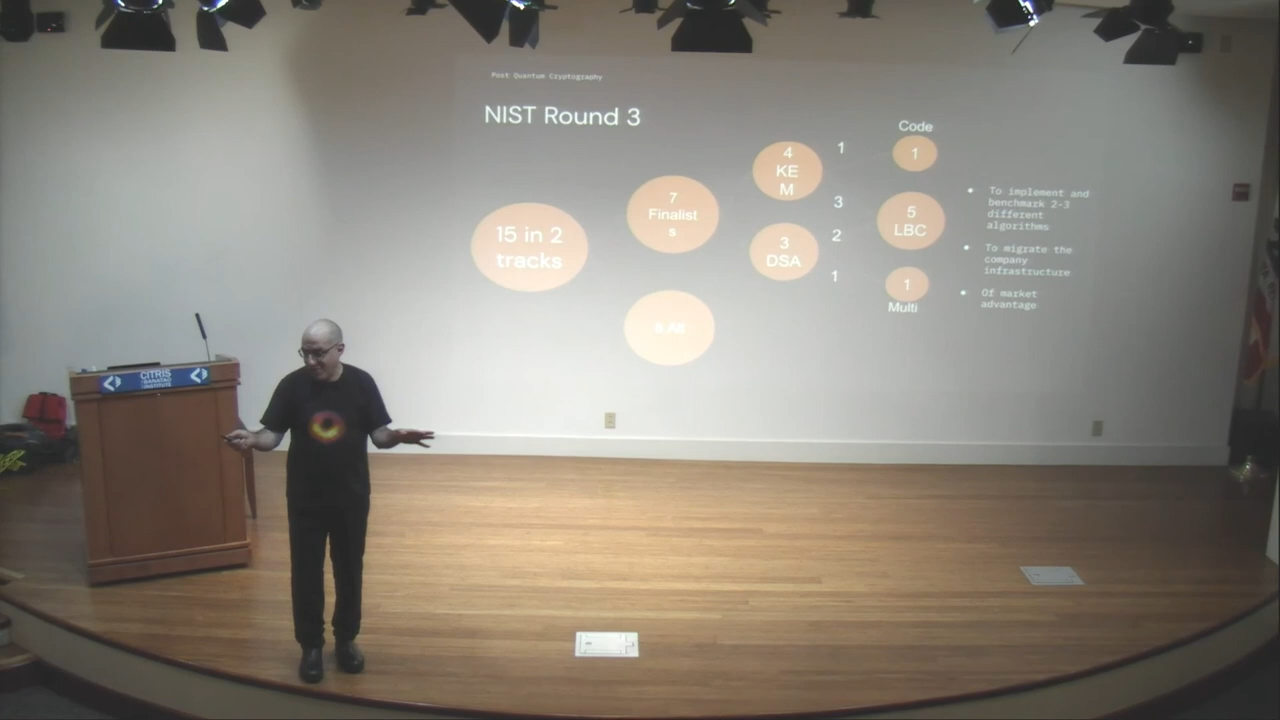 Post Quantum Cryptography
NIST Round 3
15 in 2
tracks
7
Finalist
s
4
KE
M
3
DSA
1
3
2
1
Code
1
5
LBC
1
Multi
• To implement and
benchmark 2-3
different
algorithms
• To migrate the
company
infrastructure
• Of market
advantage
CITRIS
INSTITUTE